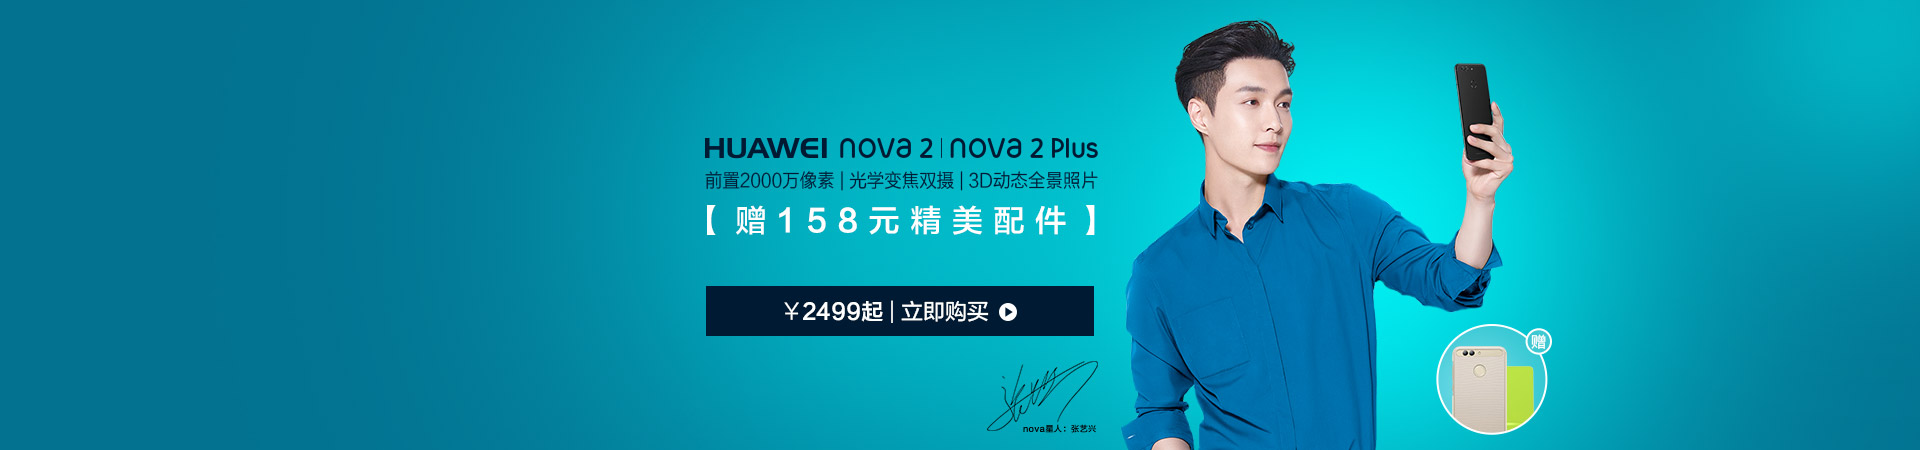 HUAWEI nova 2 | nova 2 Plus
前置2000万像素 | 光学变焦双摄 | 3D动态全景照片
【赠158元精美配件】
￥2499起 | 立即购买
nova星人：张艺兴
赠